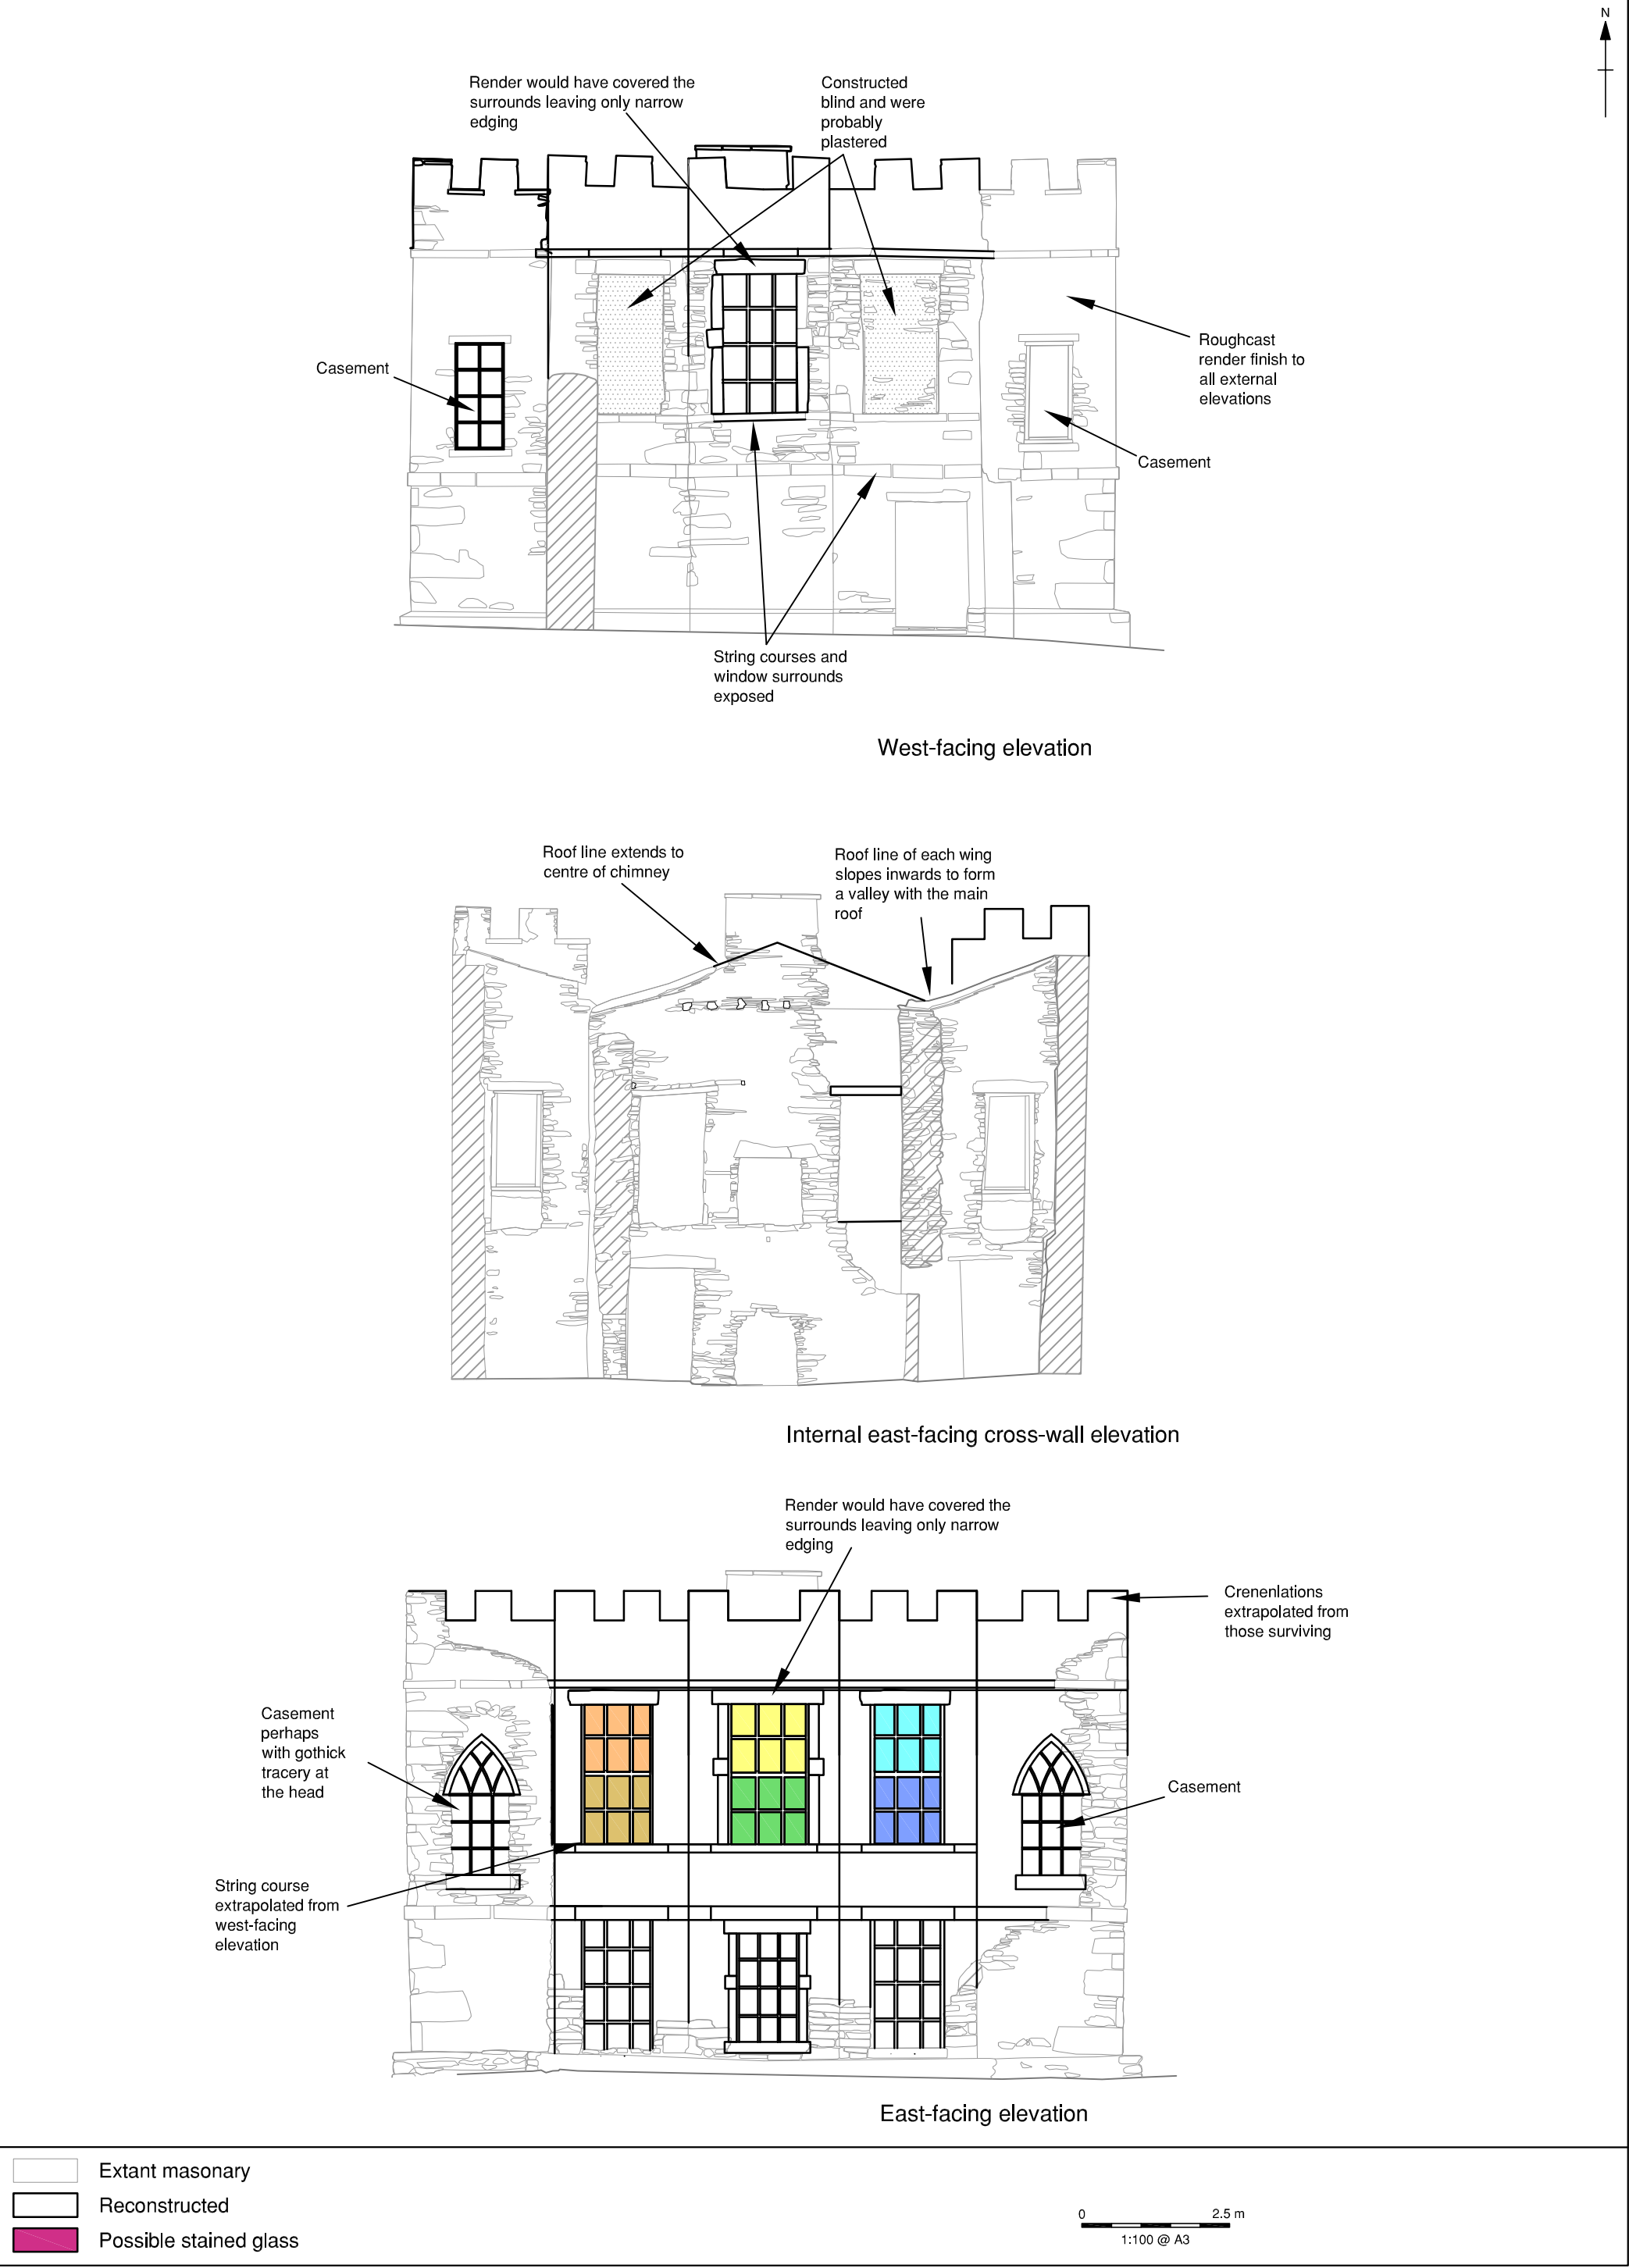 N
Render would have covered the
surrounds leaving only narrow
edging
Constructed
blind and were
probably
plastered
Casement
Roughcast
render finish to
all external
elevations
Casement
String courses and
window surrounds
exposed
West-facing elevation
Roof line extends to
centre of chimney
Roof line of each wing
slopes inwards to form
a valley with the main
roof
Internal east-facing cross-wall elevation
Render would have covered the
surrounds leaving only narrow
edging
Crenenlations
extrapolated from
those surviving
Casement
perhaps
with gothick
tracery at
the head
Casement
String course
extrapolated from
west-facing
elevation
East-facing elevation
Extant masonary
Reconstructed
Possible stained glass
0 2.5 m
1:100 @ A3